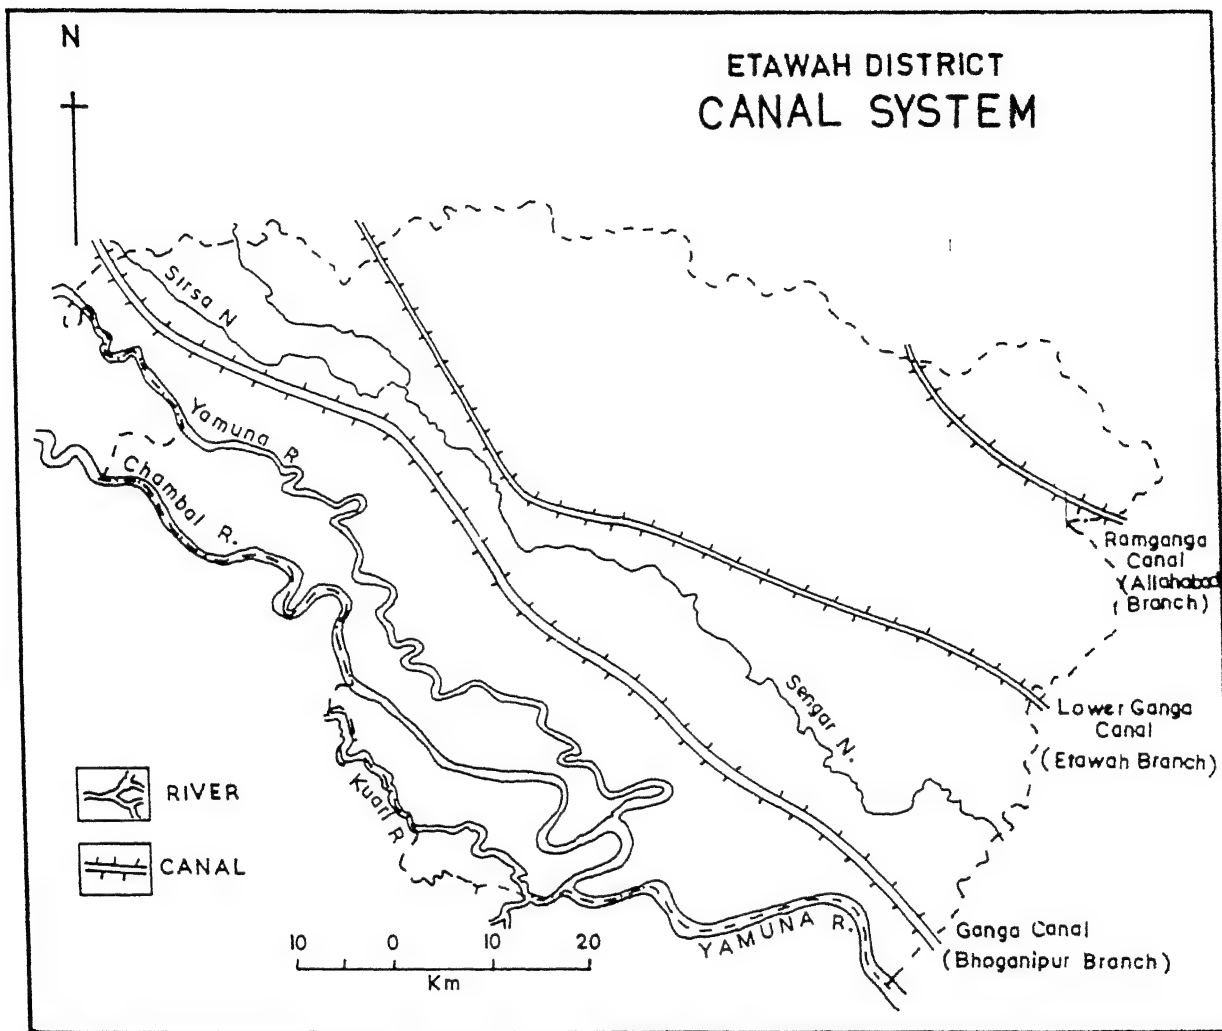 N
ETAWAH DISTRICT
CANAL SYSTEM
Sirsa N
Yamuna R
Chambal R.
Ramganga
Canal
(Allahabad
Branch)
Sengar N.
Lower Ganga
Canal
(Etawah Branch)
RIVER
Kuari R
CANAL
YAMUNA R.
Ganga Canal
(Bhoganipur Branch)
10 0 10 20
Km